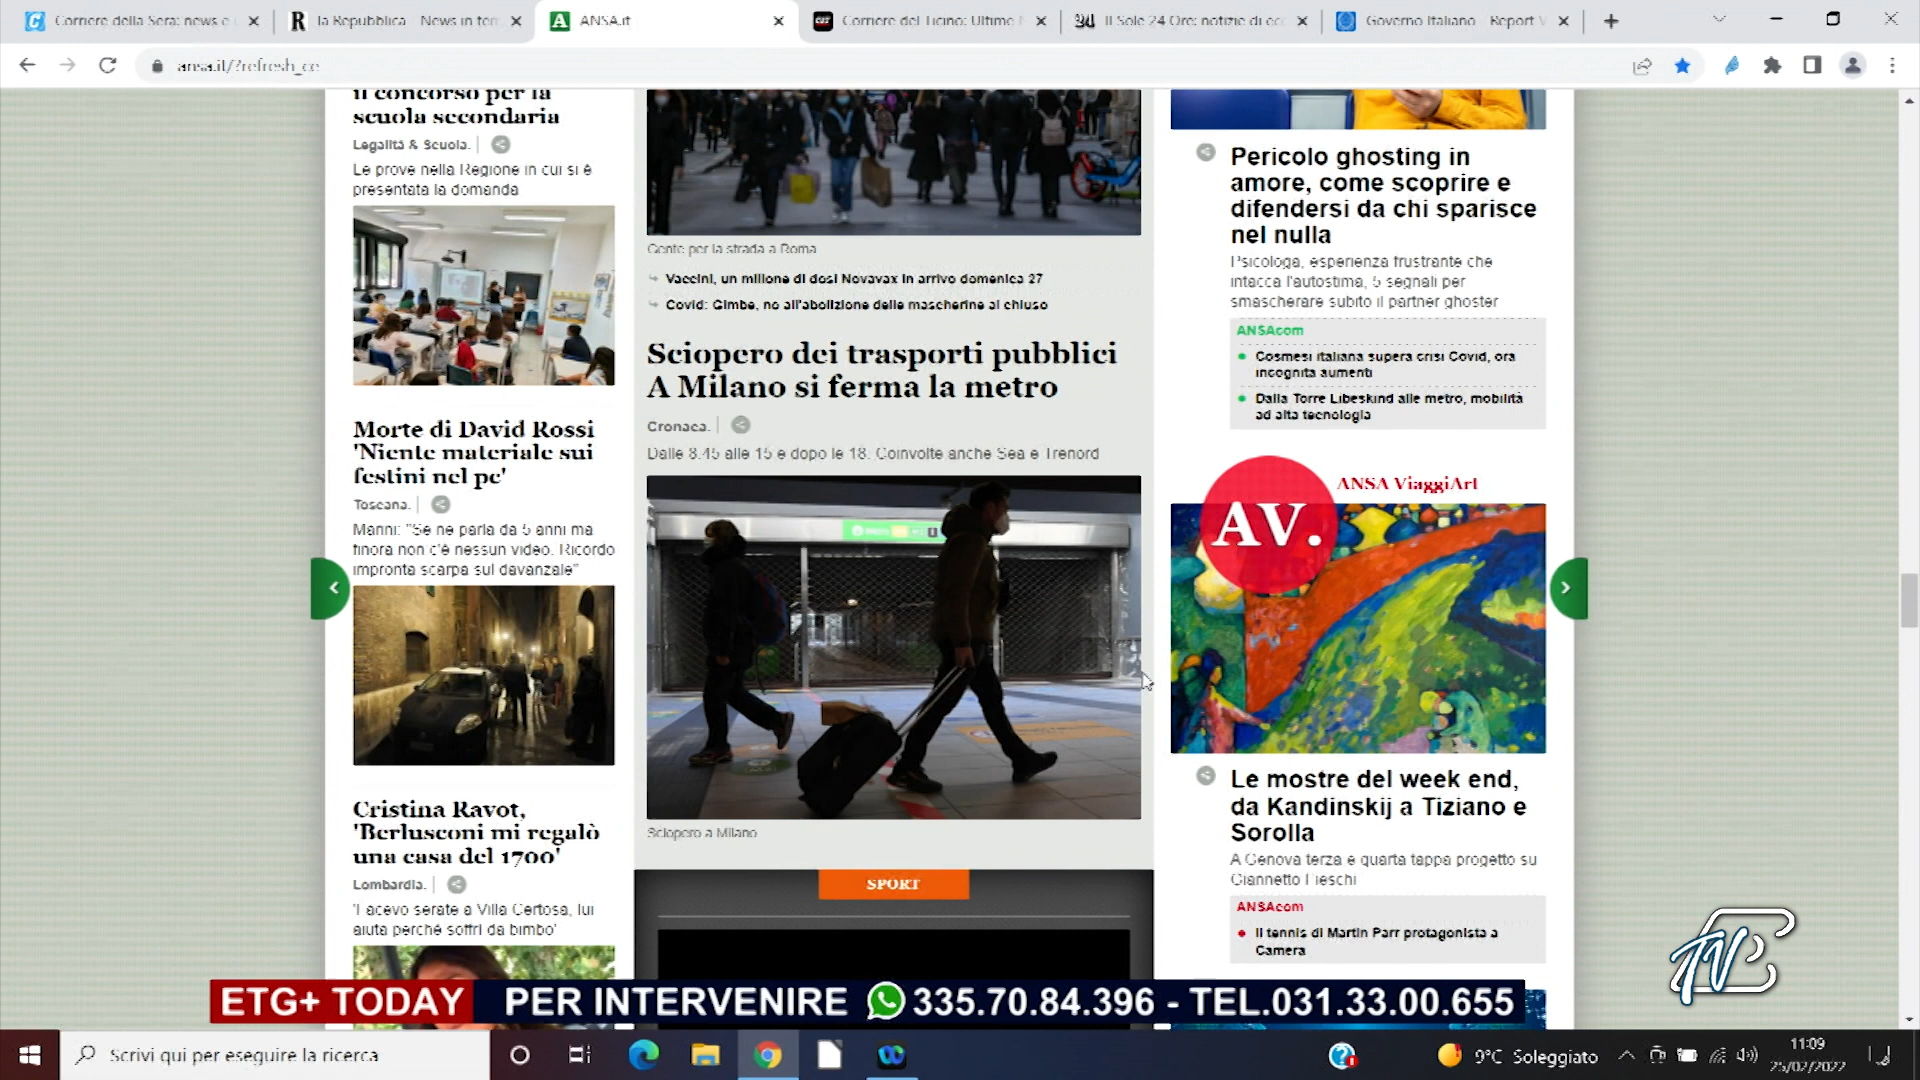 Corriere della Sera: news e u
la Repubblica - News in tem
ANSA.it
Corriere del Ticino: Ultime N
Il Sole 24 Ore: notizie di eco
Governo Italiano - Report V
ansa.it/?refresh_ce
il concorso per la
scuola secondaria
Legalità & Scuola.
Le prove nella Regione in cui si è
presentata la domanda
Morte di David Rossi
'Niente materiale sui
festini nel pc'
Toscana.
Manni: "Se ne parla da 5 anni ma
finora non c'è nessun video. Ricordo
impronta scarpa sul davanzale"
Cristina Ravot,
'Berlusconi mi regalò
una casa del 1700'
Lombardia.
'Facevo serate a Villa Certosa, lui
aiuta perché soffrì da bimbo'
Gente per la strada a Roma
Vaccini, un milione di dosi Novavax in arrivo domenica 27
Covid: Gimbe, no all'abolizione delle mascherine al chiuso
Sciopero dei trasporti pubblici
A Milano si ferma la metro
Cronaca.
Dalle 8.45 alle 15 e dopo le 18. Coinvolte anche Sea e Trenord
Sciopero a Milano
SPORT
Pericolo ghosting in
amore, come scoprire e
difendersi da chi sparisce
nel nulla
Psicologa, esperienza frustrante che
intacca l'autostima, 5 segnali per
smascherare subito il partner ghoster
ANSAcom
Cosmesi italiana supera crisi Covid, ora
incognita aumenti
Dalla Torre Libeskind alle metro, mobilità
ad alta tecnologia
ANSA ViaggiArt
AV.
Le mostre del week end,
da Kandinskij a Tiziano e
Sorolla
A Genova terza e quarta tappa progetto su
Giannetto Fieschi
ANSAcom
Il tennis di Martin Parr protagonista a
Camera
ETG+ TODAY PER INTERVENIRE 335.70.84.396 - TEL.031.33.00.655
Scrivi qui per eseguire la ricerca
9°C Soleggiato
11:09
25/02/2022